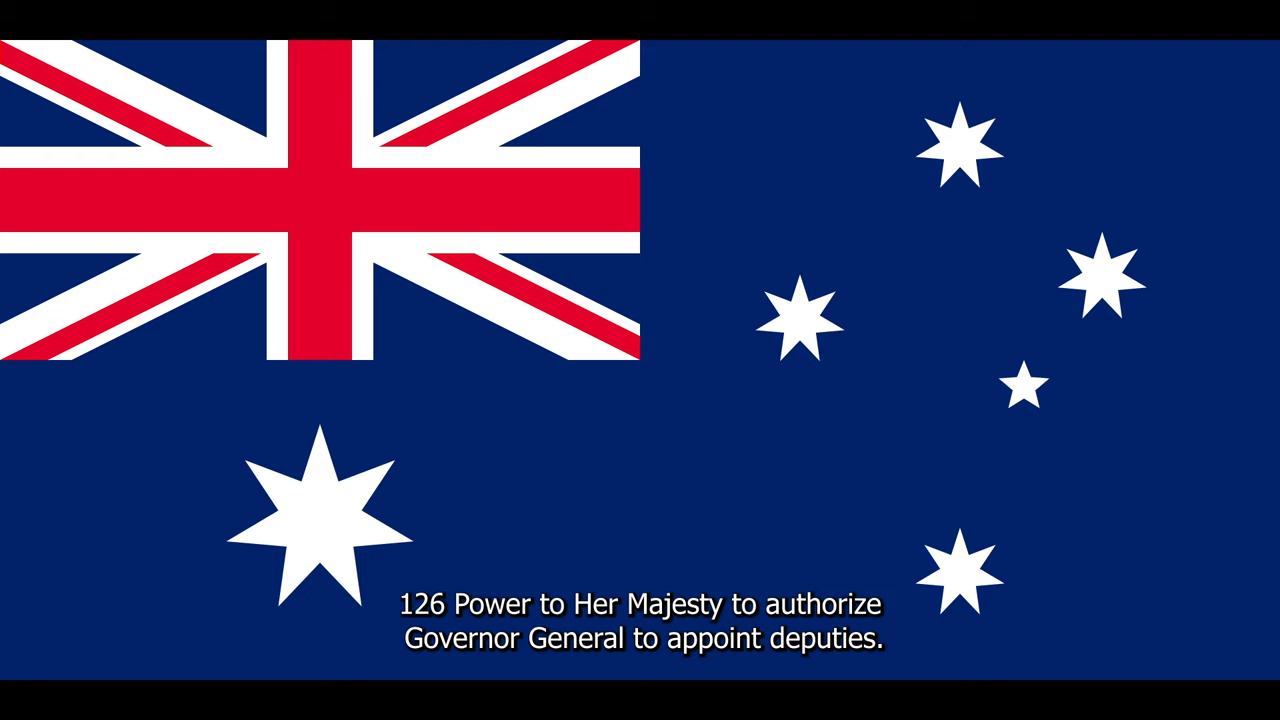 126 Power to Her Majesty to authorize
Governor General to appoint deputies.